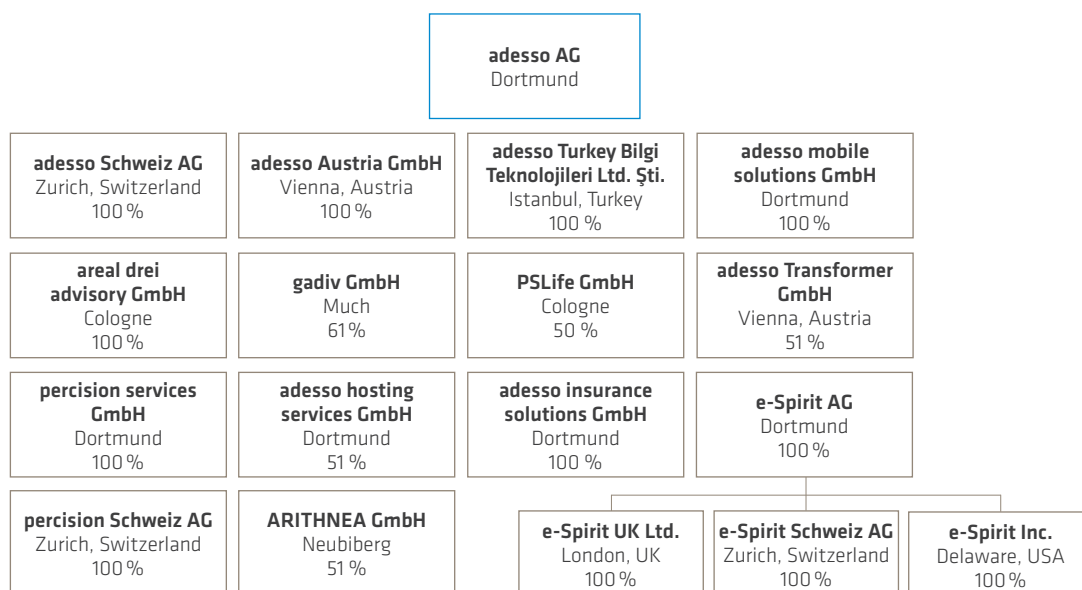 adesso AG
Dortmund
adesso Schweiz AG
Zurich, Switzerland
100 %
adesso Austria GmbH
Vienna, Austria
100 %
adesso Turkey Bilgi
Teknolojileri Ltd. Şti.
Istanbul, Turkey
100 %
adesso mobile
solutions GmbH
Dortmund
100 %
areal drei
advisory GmbH
Cologne
100 %
gadiv GmbH
Much
61 %
PSLife GmbH
Cologne
50 %
adesso Transformer
GmbH
Vienna, Austria
51 %
percision services
GmbH
Dortmund
100 %
adesso hosting
services GmbH
Dortmund
51 %
adesso insurance
solutions GmbH
Dortmund
100 %
e-Spirit AG
Dortmund
100 %
percision Schweiz AG
Zurich, Switzerland
100 %
ARITHNEA GmbH
Neubiberg
51 %
e-Spirit UK Ltd.
London, UK
100 %
e-Spirit Schweiz AG
Zurich, Switzerland
100 %
e-Spirit Inc.
Delaware, USA
100 %